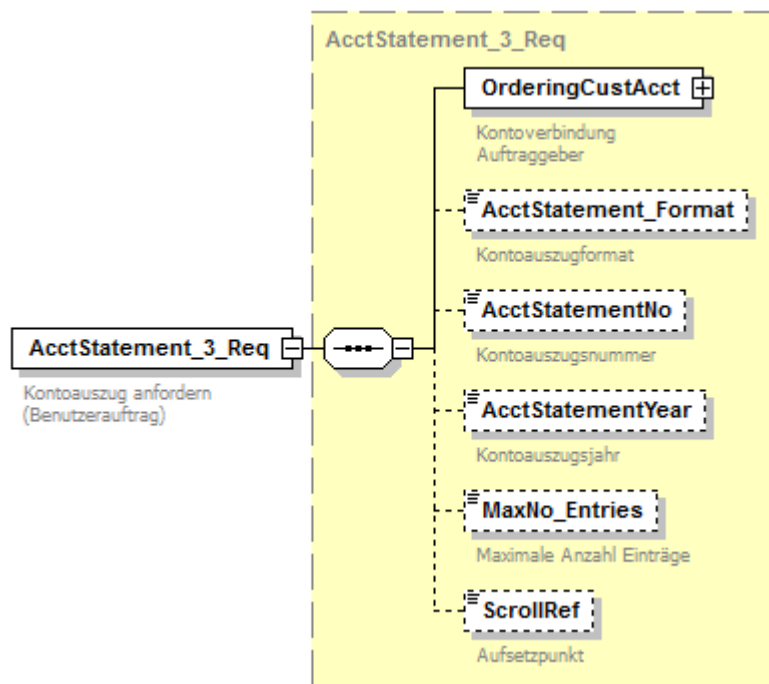 AcctStatement_3_Req
OrderingCustAcct
Kontoverbindung
Auftraggeber
AcctStatement_Format
Kontoauszugformat
AcctStatementNo
Kontoauszugsnummer
AcctStatement_3_Req
Kontoauszug anfordern
(Benutzerauftrag)
AcctStatementYear
Kontoauszugsjahr
MaxNo_Entries
Maximale Anzahl Einträge
ScrollRef
Aufsetzpunkt